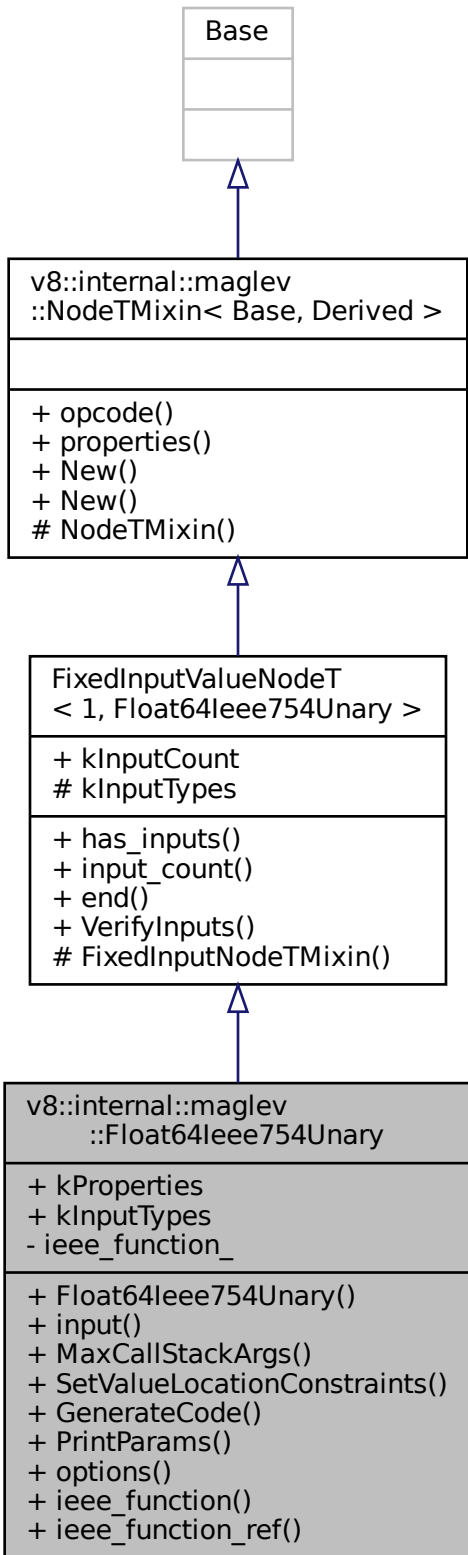 Base
v8::internal::maglev
::NodeTMixin< Base, Derived >
+ opcode()
+ properties()
+ New()
+ New()
# NodeTMixin()
FixedInputValueNodeT
< 1, Float64Ieee754Unary >
+ kInputCount
# kInputTypes
+ has_inputs()
+ input_count()
+ end()
+ VerifyInputs()
# FixedInputNodeTMixin()
v8::internal::maglev
::Float64Ieee754Unary
+ kProperties
+ kInputTypes
- ieee_function_
+ Float64Ieee754Unary()
+ input()
+ MaxCallStackArgs()
+ SetValueLocationConstraints()
+ GenerateCode()
+ PrintParams()
+ options()
+ ieee_function()
+ ieee_function_ref()